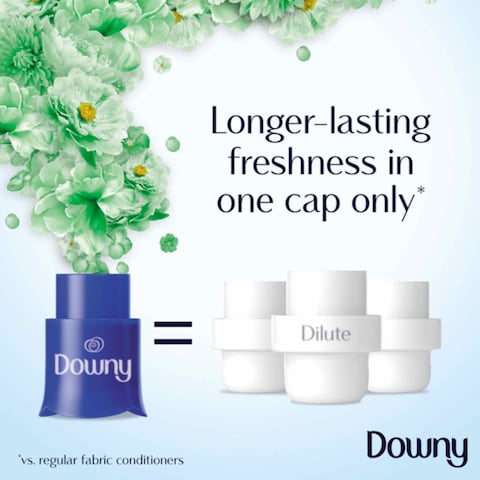 Longer-lasting
freshness in
one cap only*
Downy
Dilute
Downy
*vs. regular fabric conditioners